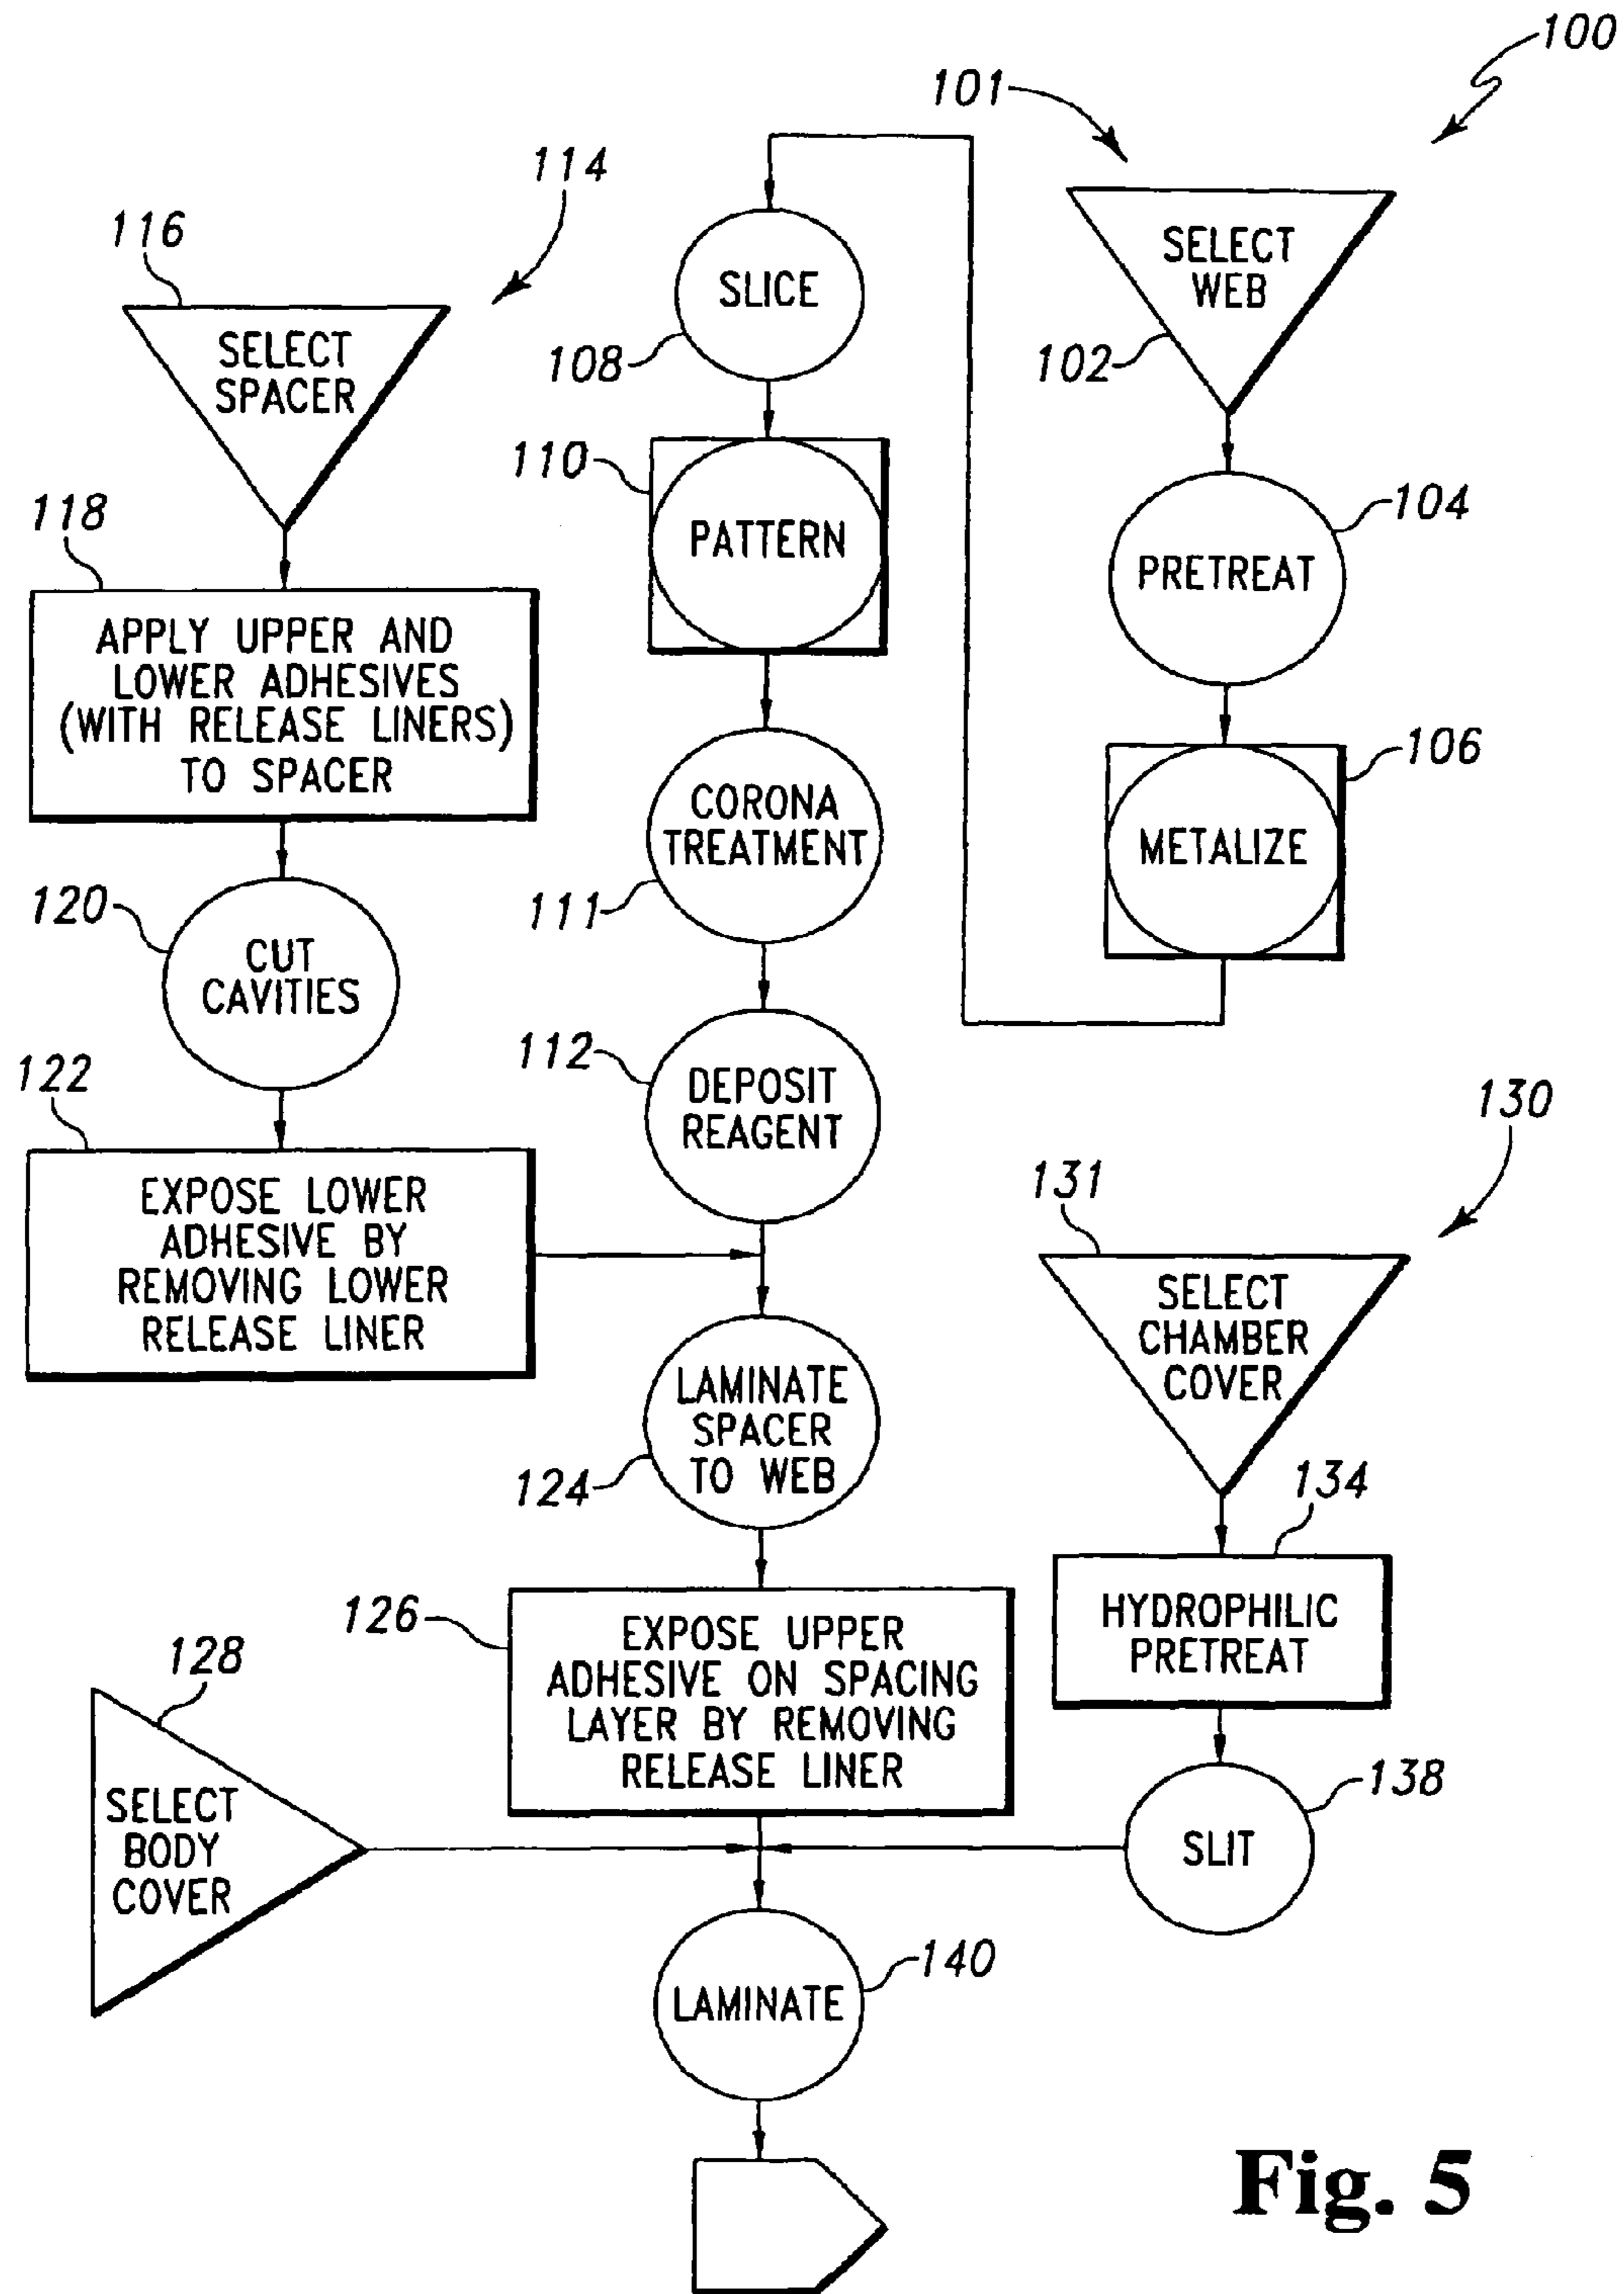 100
101
114
116
SELECT
WEB
SLICE
SELECT
SPACER
108
102
110
118
PATTERN
104
PRETREAT
APPLY UPPER AND
LOWER ADHESIVES
(WITH RELEASE LINERS)
TO SPACER
106
CORONA
TREATMENT
METALIZE
120
111
CUT
CAVITIES
112
122
DEPOSIT
REAGENT
130
131
EXPOSE LOWER
ADHESIVE BY
REMOVING LOWER
RELEASE LINER
SELECT
CHAMBER
COVER
LAMINATE
SPACER
TO WEB
124
134
126
HYDROPHILIC
PRETREAT
128
EXPOSE UPPER
ADHESIVE ON SPACING
LAYER BY REMOVING
RELEASE LINER
138
SELECT
BODY
COVER
SLIT
140
LAMINATE
Fig. 5